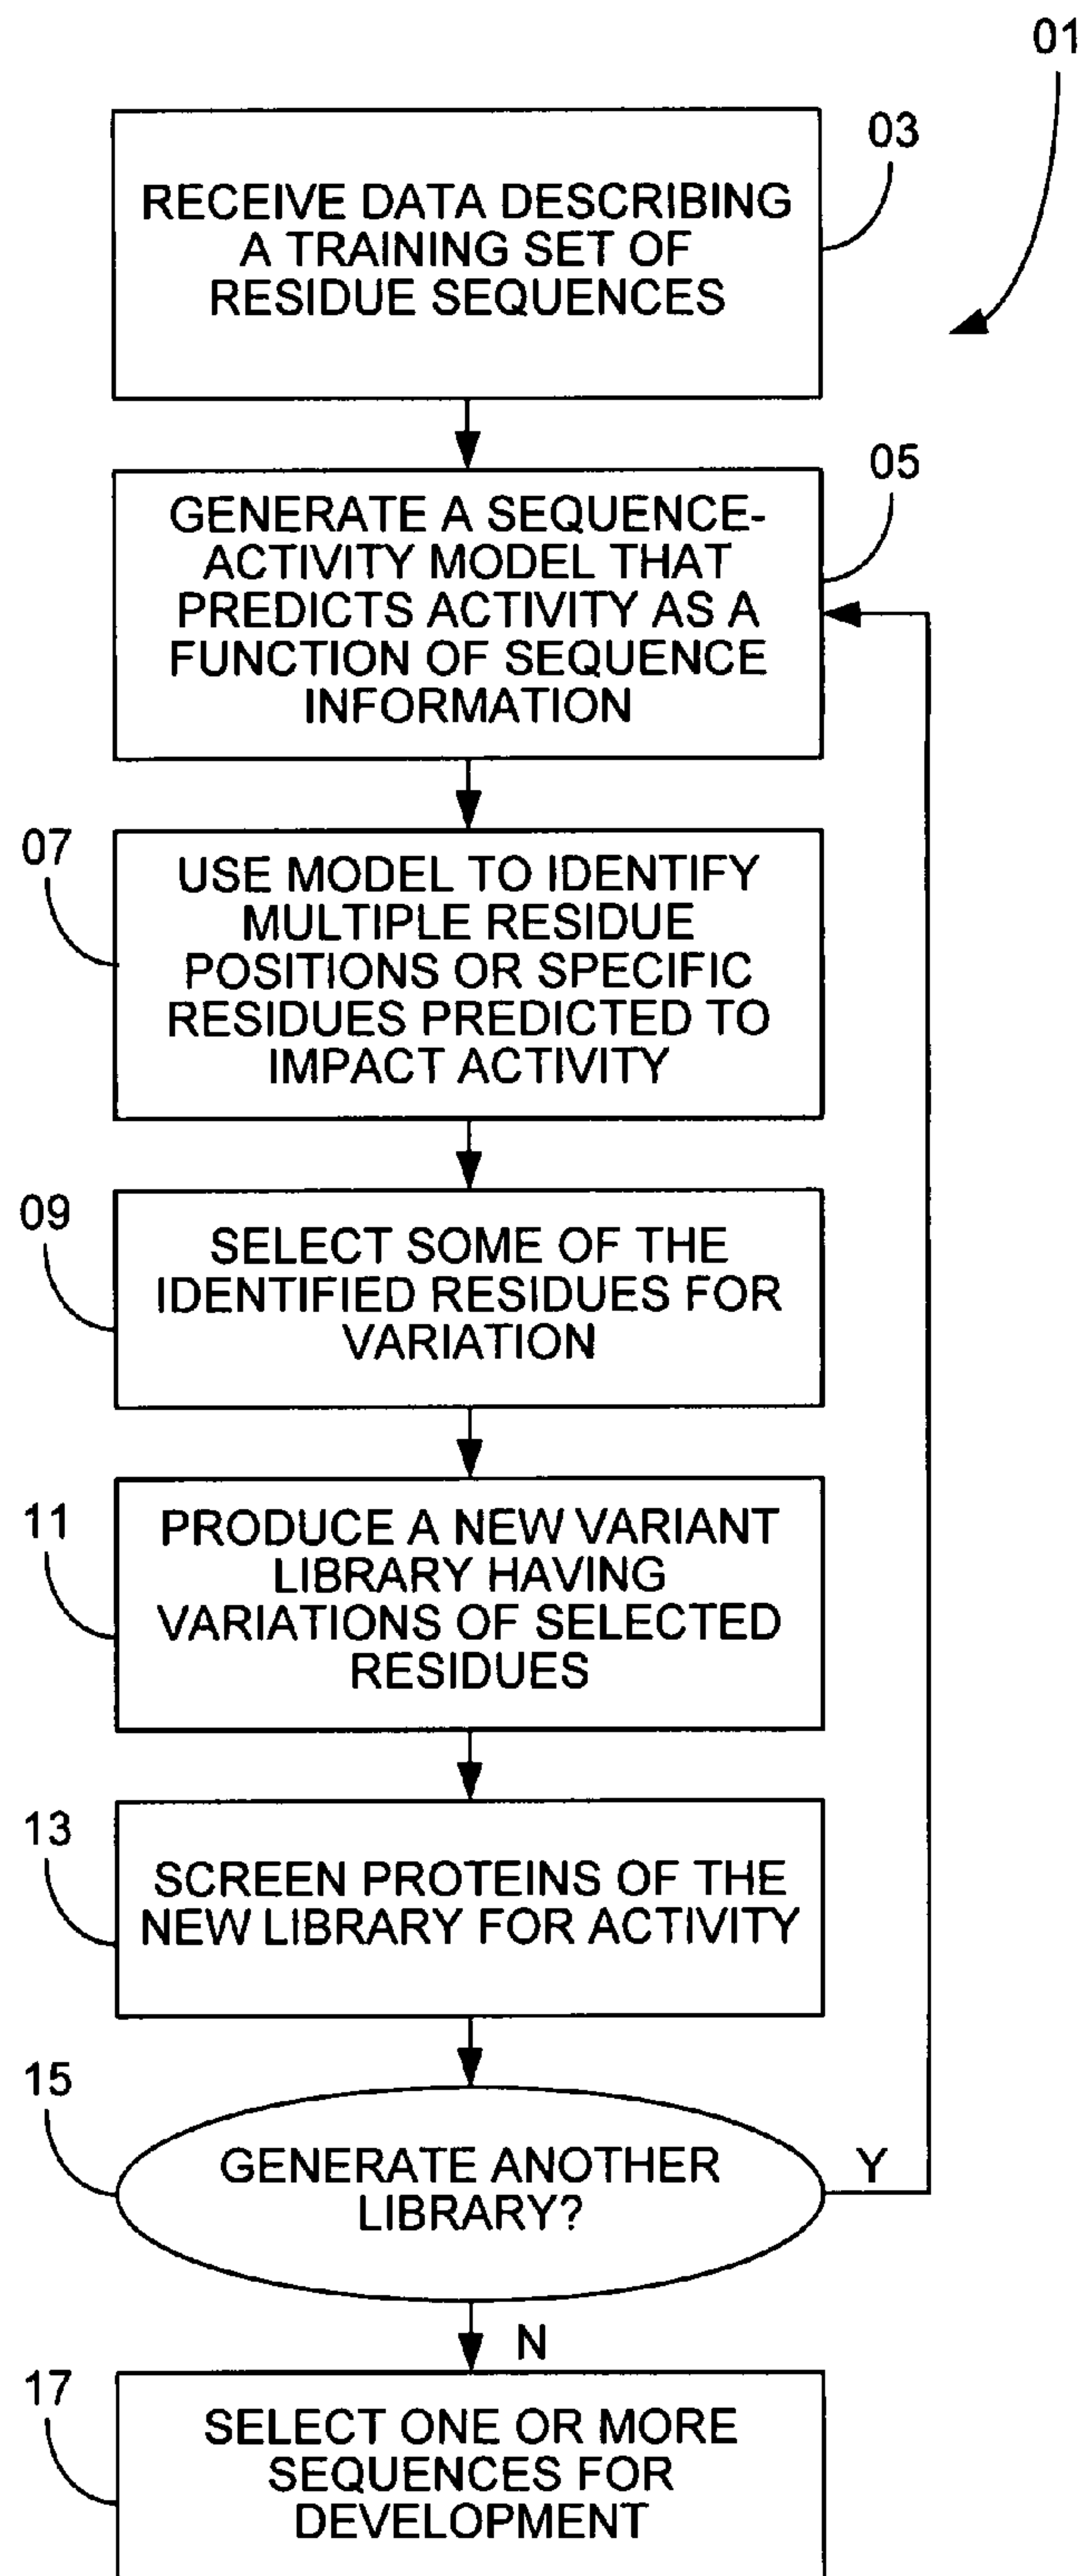 01
03
RECEIVE DATA DESCRIBING
A TRAINING SET OF
RESIDUE SEQUENCES
05
GENERATE A SEQUENCE-
ACTIVITY MODEL THAT
PREDICTS ACTIVITY AS A
FUNCTION OF SEQUENCE
INFORMATION
07
USE MODEL TO IDENTIFY
MULTIPLE RESIDUE
POSITIONS OR SPECIFIC
RESIDUES PREDICTED TO
IMPACT ACTIVITY
09
SELECT SOME OF THE
IDENTIFIED RESIDUES FOR
VARIATION
11
PRODUCE A NEW VARIANT
LIBRARY HAVING
VARIATIONS OF SELECTED
RESIDUES
13
SCREEN PROTEINS OF THE
NEW LIBRARY FOR ACTIVITY
15
GENERATE ANOTHER
LIBRARY?
Y
N
17
SELECT ONE OR MORE
SEQUENCES FOR
DEVELOPMENT